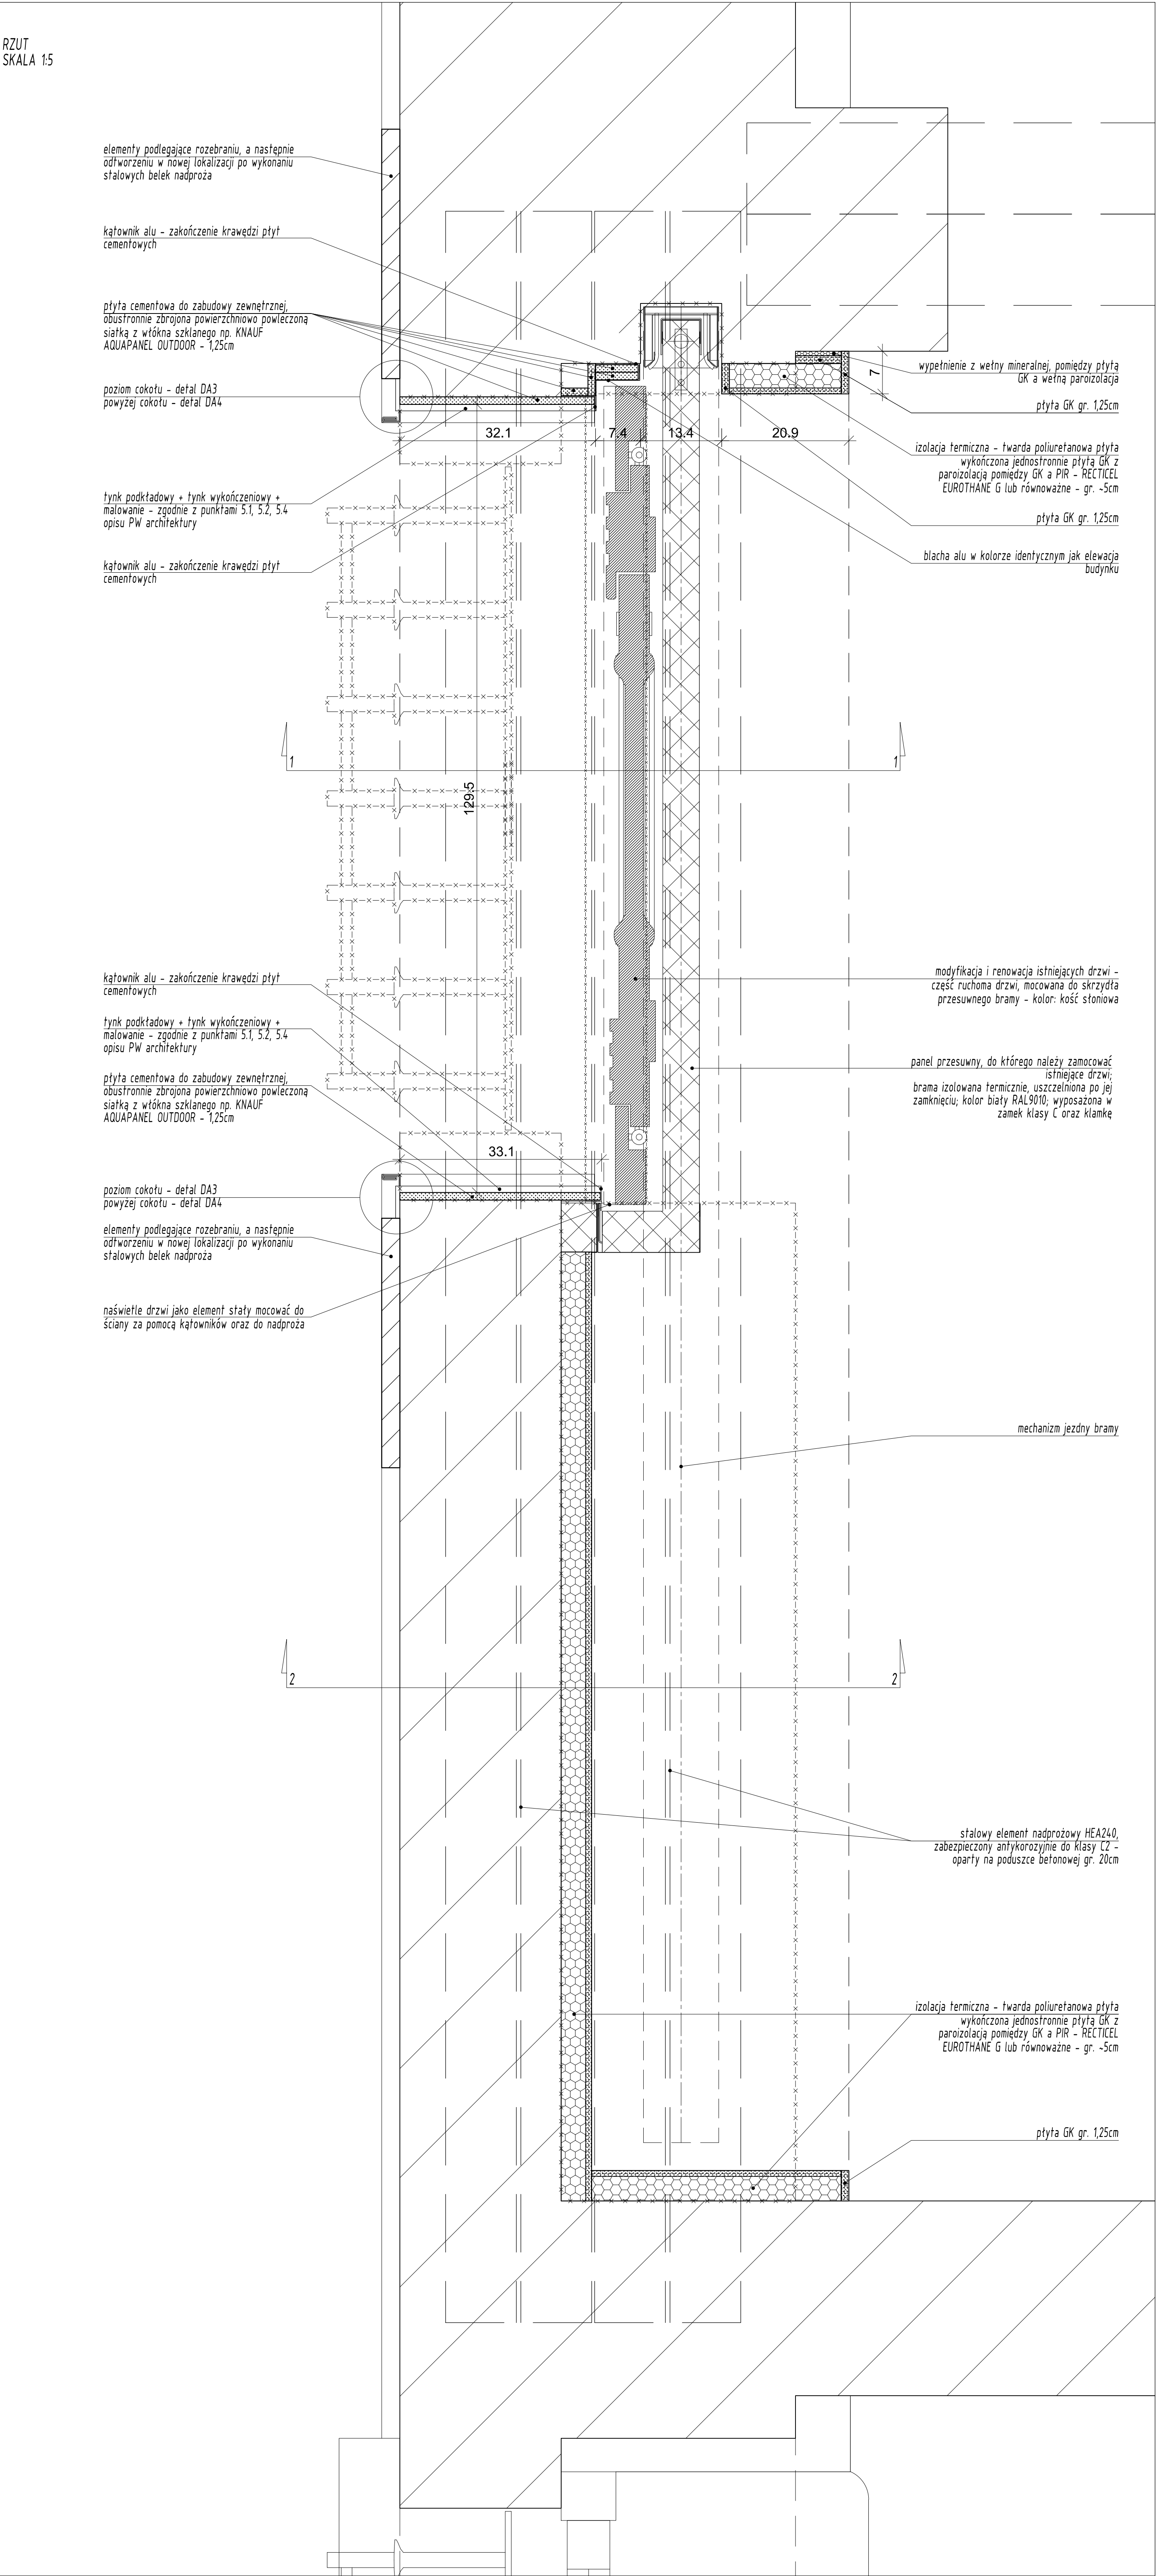 RZUT
SKALA 1:5
elementy podlegające rozebraniu, a następnie
odtworzeniu w nowej lokalizacji po wykonaniu
stalowych belek nadproża
kątownik alu - zakończenie krawędzi płyt
cementowych
płyta cementowa do zabudowy zewnętrznej,
obustronnie zbrojona powierzchniowo powleczoną
siatką z włókna szklanego np. KNAUF
AQUAPANEL OUTDOOR - 1,25cm
poziom cokołu - detal DA3
powyżej cokołu - detal DA4
tynk podkładowy + tynk wykończeniowy +
malowanie - zgodnie z punktami 5.1, 5.2, 5.4
opisu PW architektury
kątownik alu - zakończenie krawędzi płyt
cementowych
wypełnienie z wełny mineralnej, pomiędzy płytą
GK a wełną paroizolacja
płyta GK gr. 1,25cm
izolacja termiczna - twarda poliuretanowa płyta
wykończona jednostronnie płytą GK z
paroizolacją pomiędzy GK a PIR - RECTICEL
EUROTHANE G lub równoważne - gr. ~5cm
płyta GK gr. 1,25cm
blacha alu w kolorze identycznym jak elewacja
budynku
7
32.1
7.4
13.4
20.9
1
1
129.5
kątownik alu - zakończenie krawędzi płyt
cementowych
tynk podkładowy + tynk wykończeniowy +
malowanie - zgodnie z punktami 5.1, 5.2, 5.4
opisu PW architektury
płyta cementowa do zabudowy zewnętrznej,
obustronnie zbrojona powierzchniowo powleczoną
siatką z włókna szklanego np. KNAUF
AQUAPANEL OUTDOOR - 1,25cm
poziom cokołu - detal DA3
powyżej cokołu - detal DA4
elementy podlegające rozebraniu, a następnie
odtworzeniu w nowej lokalizacji po wykonaniu
stalowych belek nadproża
naświetle drzwi jako element stały mocować do
ściany za pomocą kątowników oraz do nadproża
33.1
modyfikacja i renowacja istniejących drzwi -
część ruchoma drzwi, mocowana do skrzydła
przesuwnego bramy - kolor: kość słoniowa
panel przesuwny, do którego należy zamocować
istniejące drzwi;
brama izolowana termicznie, uszczelniona po jej
zamknięciu; kolor biały RAL9010; wyposażona w
zamek klasy C oraz klamkę
mechanizm jezdny bramy
2
2
stalowy element nadprożowy HEA240,
zabezpieczony antykorozyjnie do klasy C2 -
oparty na poduszce betonowej gr. 20cm
izolacja termiczna - twarda poliuretanowa płyta
wykończona jednostronnie płytą GK z
paroizolacją pomiędzy GK a PIR - RECTICEL
EUROTHANE G lub równoważne - gr. ~5cm
płyta GK gr. 1,25cm